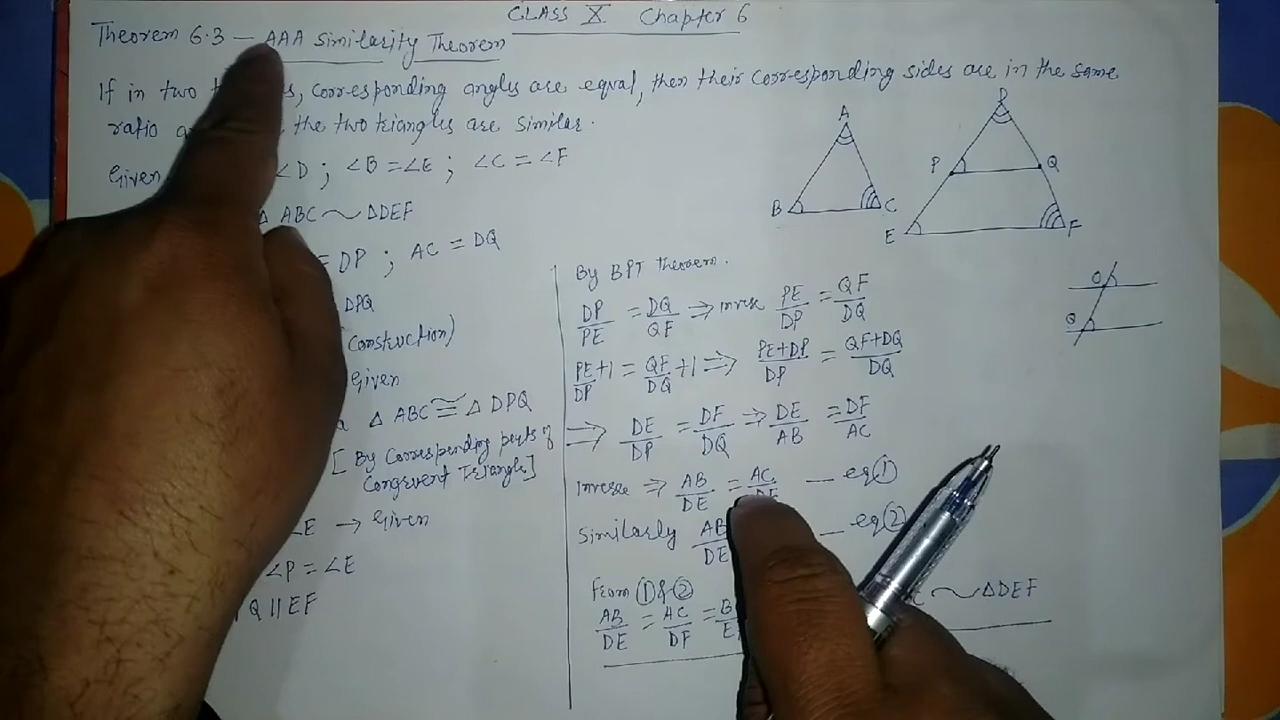 CLASS X Chapter 6
Theorem 6.3 — AAA Similarity Theorem
If in two corresponding angles are equal, then their corresponding sides are in the same
ratio the two triangles are similar.
Given ∠D ; ∠B = ∠E ; ∠C = ∠F
△ ABC ~ △DEF
= DP ; AC = DQ
DPQ
(Construction)
Given
△ ABC ≅ △ DPQ
[By Corresponding parts of
Congruent Triangle]
∠E → Given
∠P = ∠E
Q || EF
By BPT theorem.
DP/PE = DQ/QF ⇒ inverse PE/DP = QF/DQ
PE/DP + 1 = QF/DQ + 1 ⇒ PE+DP/DP = QF+DQ/DQ
⇒ DE/DP = DF/DQ ⇒ DE/AB = DF/AC
Inverse ⇒ AB/DE = AC/DF — eq ①
Similarly AB/DE — eq ②
From ① & ②
AB/DE = AC/DF = B/E C ~ △DEF
A
B
C
D
P
Q
E
F
O
Q